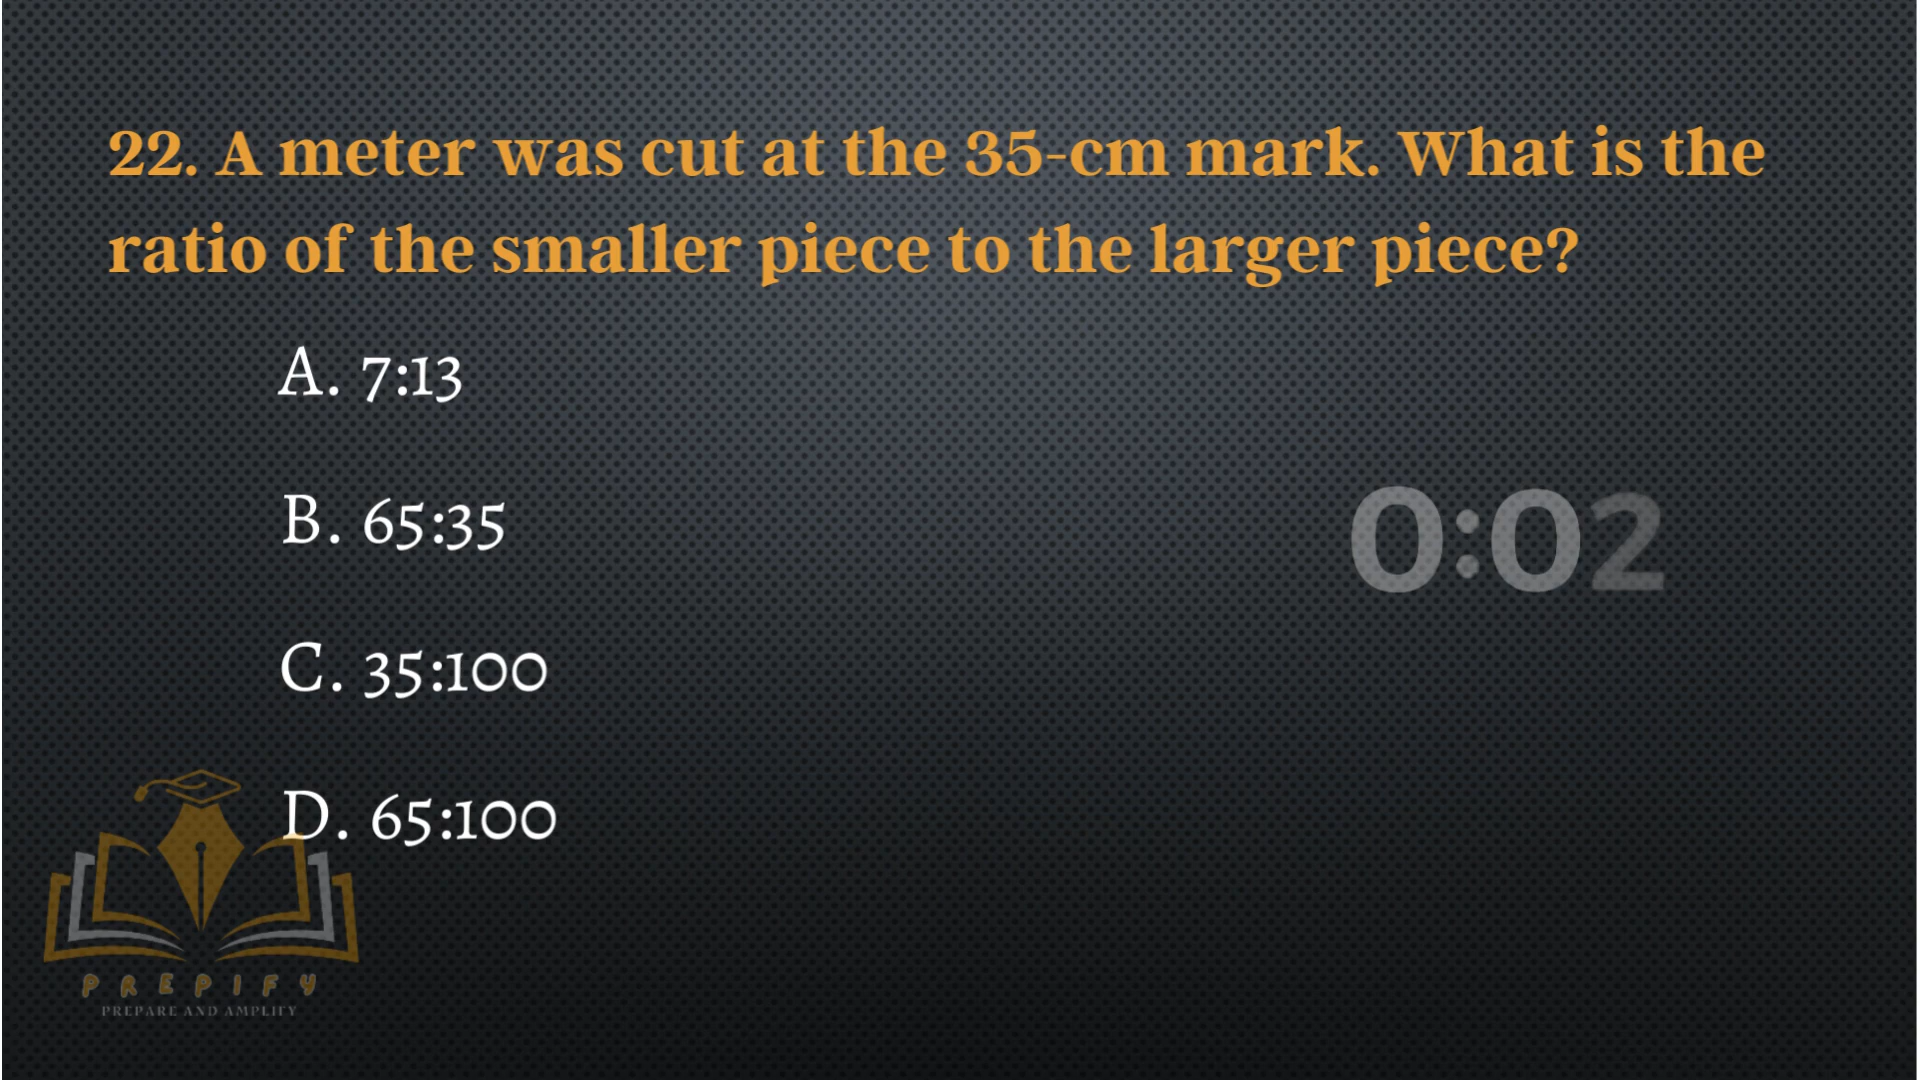 22. A meter was cut at the 35-cm mark. What is the
ratio of the smaller piece to the larger piece?
A. 7:13
B. 65:35
0:02
C. 35:100
D. 65:100
PREPIFY
PREPARE AND AMPLIFY